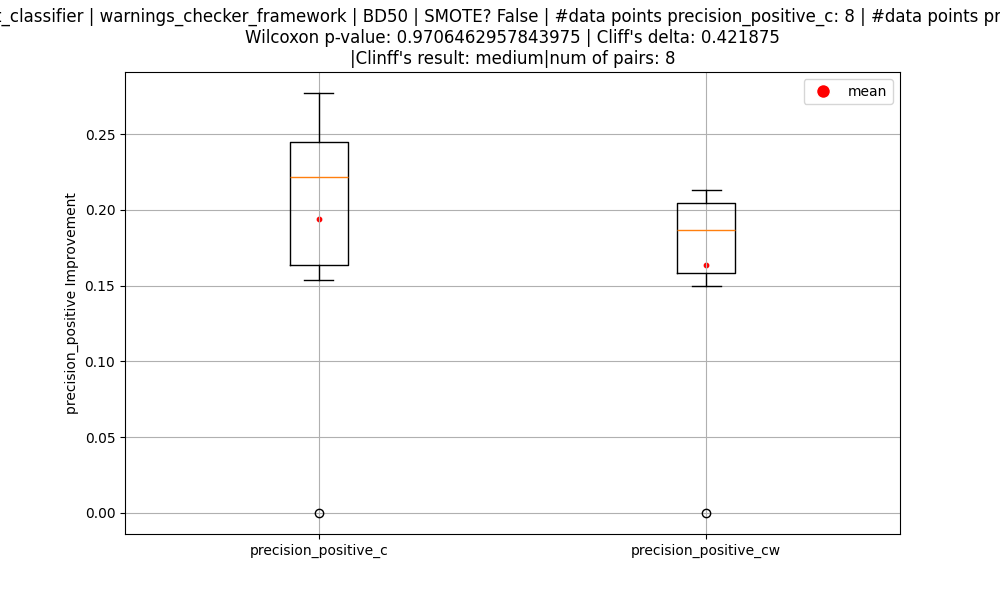 _classifier | warnings_checker_framework | BD50 | SMOTE? False | #data points precision_positive_c: 8 | #data points
Wilcoxon p-value: 0.9706462957843975 | Cliff's delta: 0.421875
|Clinff's result: medium|num of pairs: 8
mean
0.25
0.20
0.15
0.10
0.05
0.00
precision_positive Improvement
precision_positive_c
precision_positive_cw